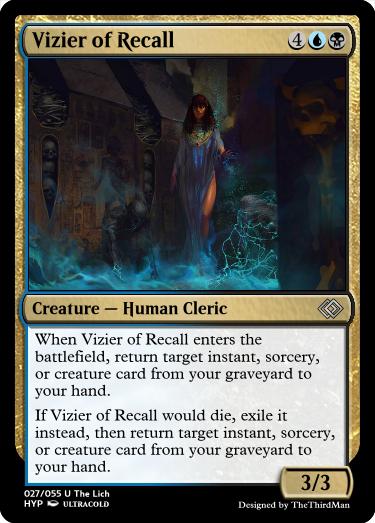 Vizier of Recall 4
Creature — Human Cleric
When Vizier of Recall enters the
battlefield, return target instant, sorcery,
or creature card from your graveyard to
your hand.
If Vizier of Recall would die, exile it
instead, then return target instant, sorcery,
or creature card from your graveyard to
your hand.
3/3
027/055 U The Lich
HYP ULTRACOLD
Designed by TheThirdMan